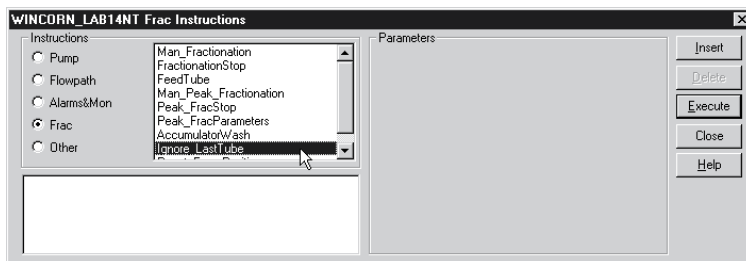 WINCORN_LAB14NT Frac Instructions
Instructions
Pump
Flowpath
Alarms&Mon
Frac
Other
Man_Fractionation
FractionationStop
FeedTube
Man_Peak_Fractionation
Peak_FracStop
Peak_FracParameters
AccumulatorWash
Ignore_LastTube
Parameters
Insert
Delete
Execute
Close
Help